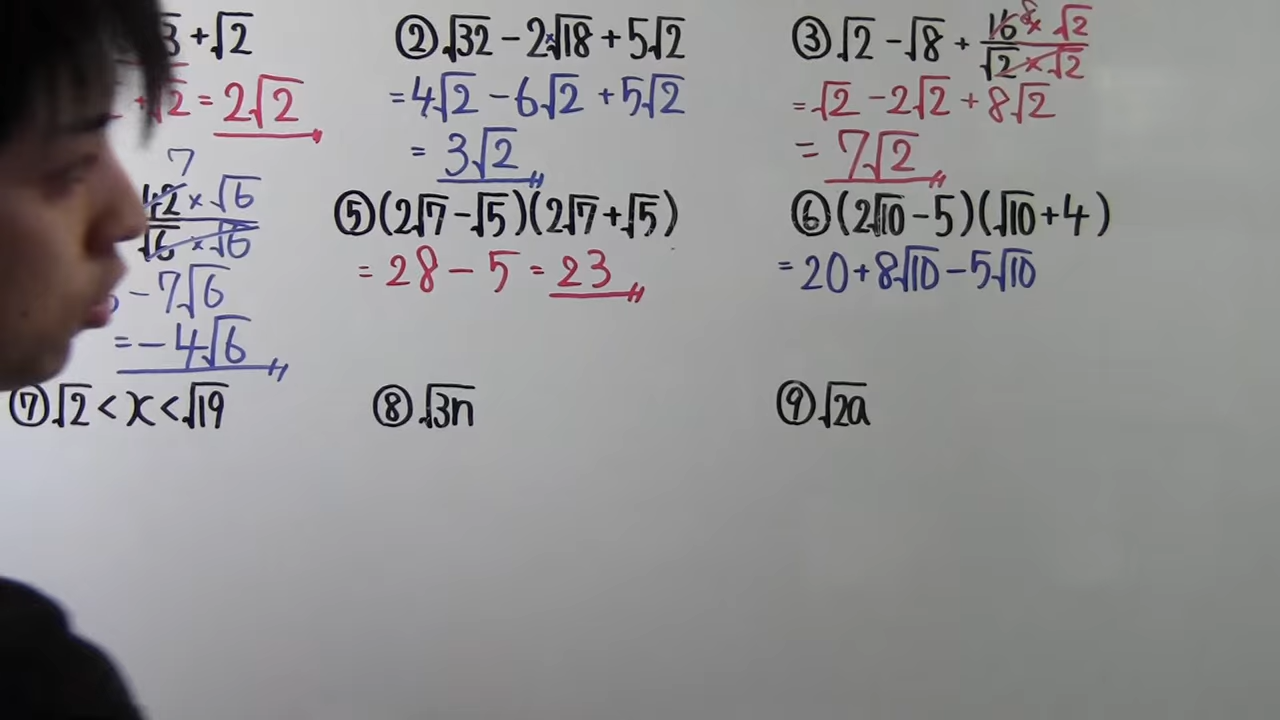 +√2
② √32 - 2×√18 + 5√2
③ √2 - √8 + 16 8 × √2 / √2 × √2
+√2 = 2√2
= 4√2 - 6√2 + 5√2
= √2 - 2√2 + 8√2
= 3√2
= 7√2
7
42 × √6 / √6 × √6
⑤ (2√7 - √5)(2√7 + √5)
⑥ (2√10 - 5)(√10 + 4)
- 7√6
= 28 - 5 = 23
= 20 + 8√10 - 5√10
= -4√6
⑦ √2 < x < √19
⑧ √3n
⑨ √2a